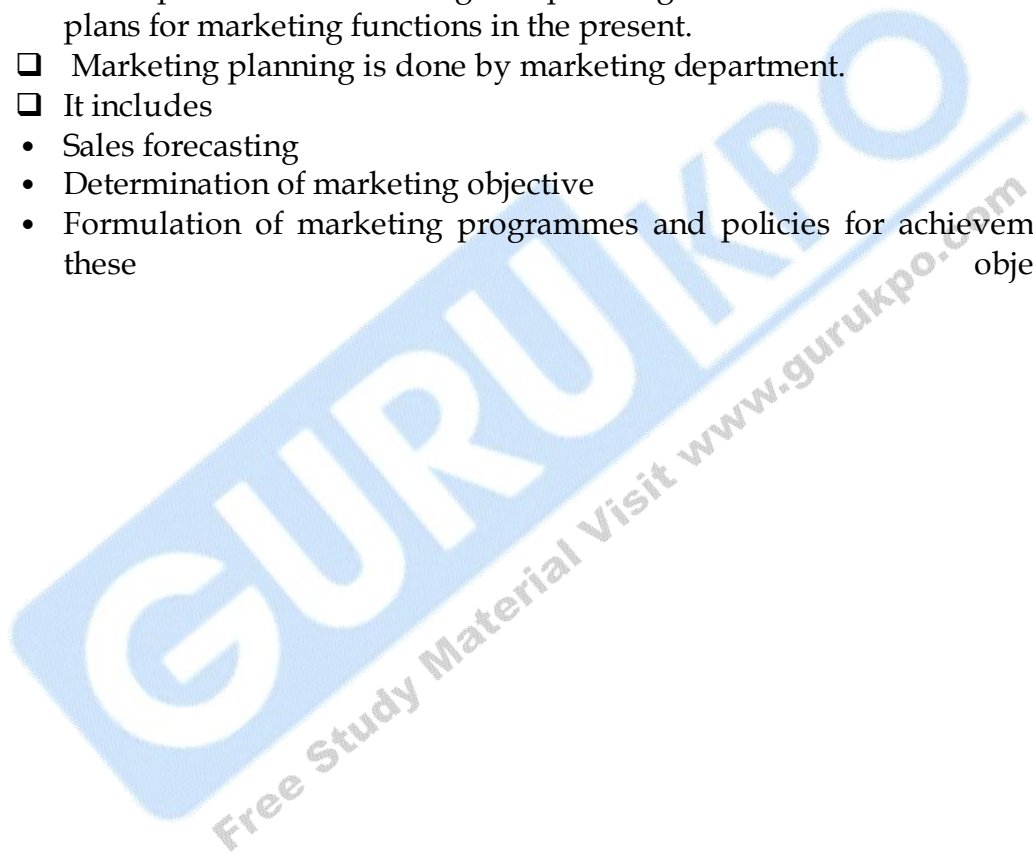 plans for marketing functions in the present.
❑ Marketing planning is done by marketing department.
❑ It includes
• Sales forecasting
• Determination of marketing objective
• Formulation of marketing programmes and policies for achievem
these obje
GURUKPO
Free Study Material Visit www.gurukpo.com